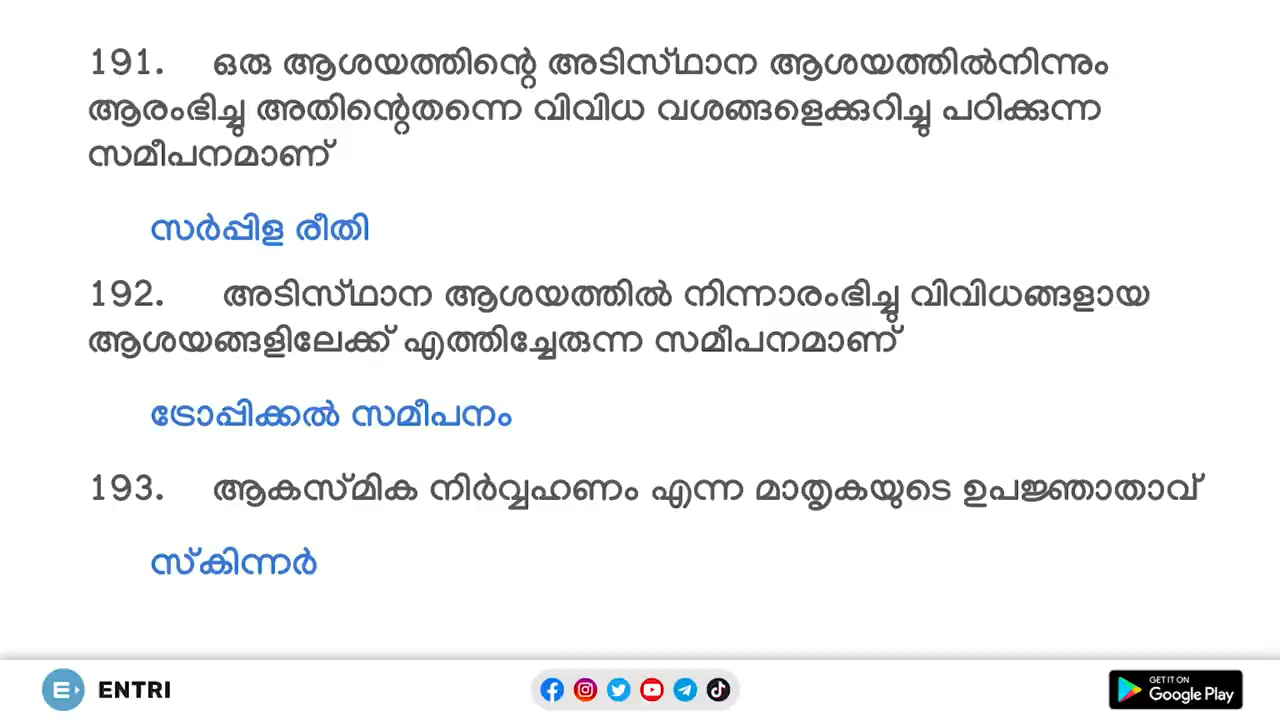 191. ഒരു ആശയത്തിന്റെ അടിസ്ഥാന ആശയത്തിൽനിന്നും
ആരംഭിച്ചു അതിന്റെതന്നെ വിവിധ വശങ്ങളെക്കുറിച്ചു പഠിക്കുന്ന
സമീപനമാണ്
സർപ്പിള രീതി
192. അടിസ്ഥാന ആശയത്തിൽ നിന്നാരംഭിച്ചു വിവിധങ്ങളായ
ആശയങ്ങളിലേക്ക് എത്തിച്ചേരുന്ന സമീപനമാണ്
ട്രോപ്പിക്കൽ സമീപനം
193. ആകസ്മിക നിർവ്വഹണം എന്ന മാതൃകയുടെ ഉപജ്ഞാതാവ്
സ്കിന്നർ
ENTRI
GET IT ON
Google Play